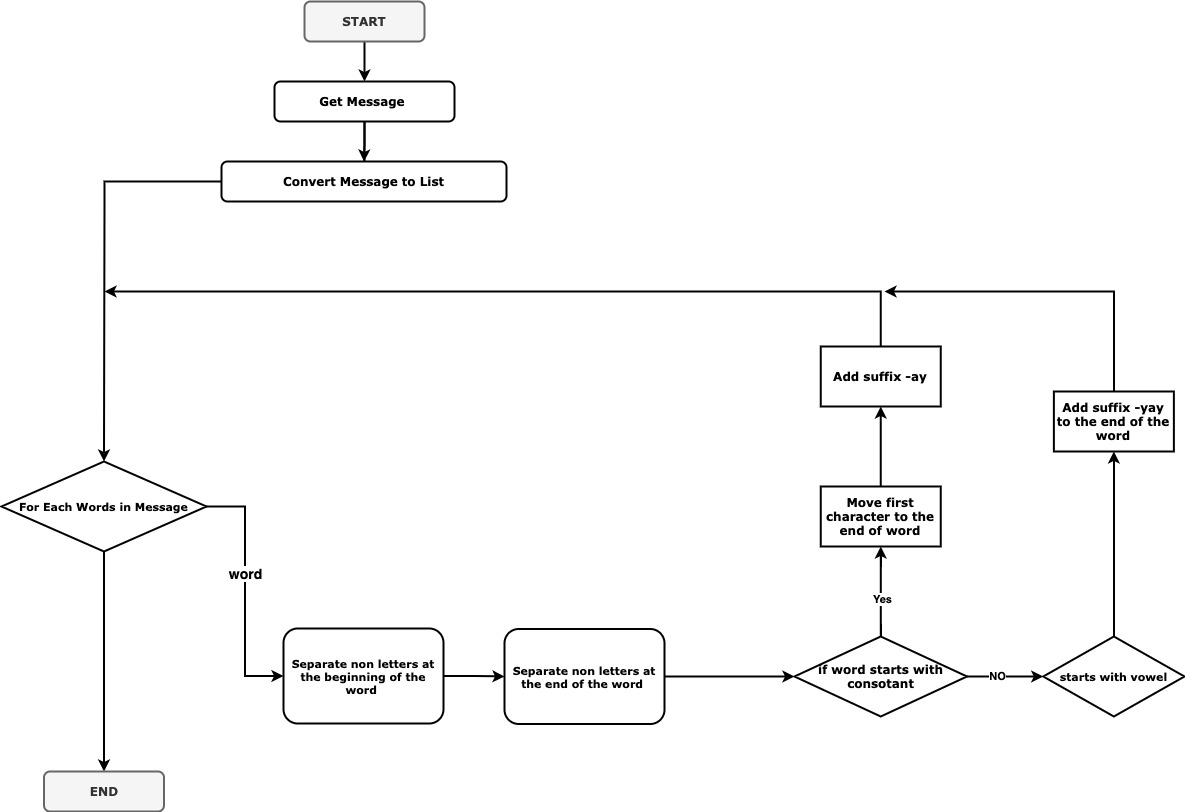 START
Get Message
Convert Message to List
Add suffix -ay
Add suffix -yay
to the end of the
word
Move first
character to the
end of word
For Each Words in Message
word
Yes
Separate non letters at
the beginning of the
word
Separate non letters at
the end of the word
if word starts with
consotant
NO
starts with vowel
END